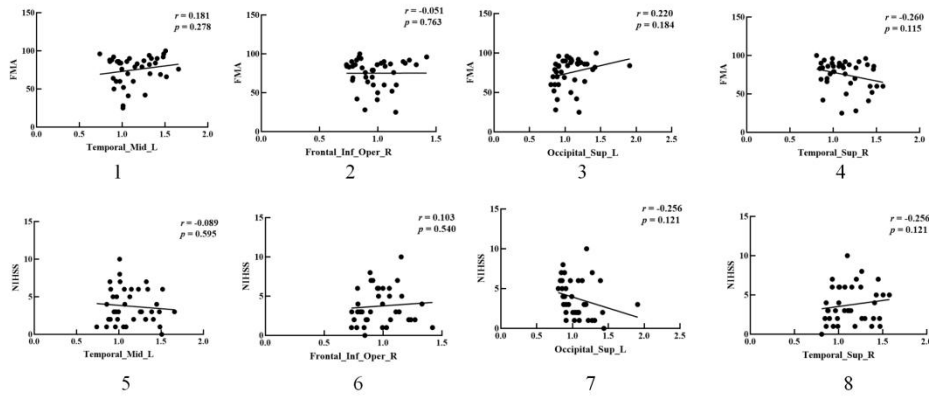 r = 0.181
p = 0.278
FMA
150
100
50
0
0.0 0.5 1.0 1.5 2.0
Temporal_Mid_L
1
r = -0.051
p = 0.763
FMA
150
100
50
0
0.0 0.5 1.0 1.5
Frontal_Inf_Oper_R
2
r = 0.220
p = 0.184
FMA
150
100
50
0
0.0 0.5 1.0 1.5 2.0 2.5
Occipital_Sup_L
3
r = -0.260
p = 0.115
FMA
150
100
50
0
0.0 0.5 1.0 1.5 2.0
Temporal_Sup_R
4
r = -0.089
p = 0.595
NIHSS
15
10
5
0
0.0 0.5 1.0 1.5 2.0
Temporal_Mid_L
5
r = 0.103
p = 0.540
NIHSS
15
10
5
0
0.0 0.5 1.0 1.5
Frontal_Inf_Oper_R
6
r = -0.256
p = 0.121
NIHSS
15
10
5
0
0.0 0.5 1.0 1.5 2.0 2.5
Occipital_Sup_L
7
r = -0.256
p = 0.121
NIHSS
15
10
5
0
0.0 0.5 1.0 1.5 2.0
Temporal_Sup_R
8